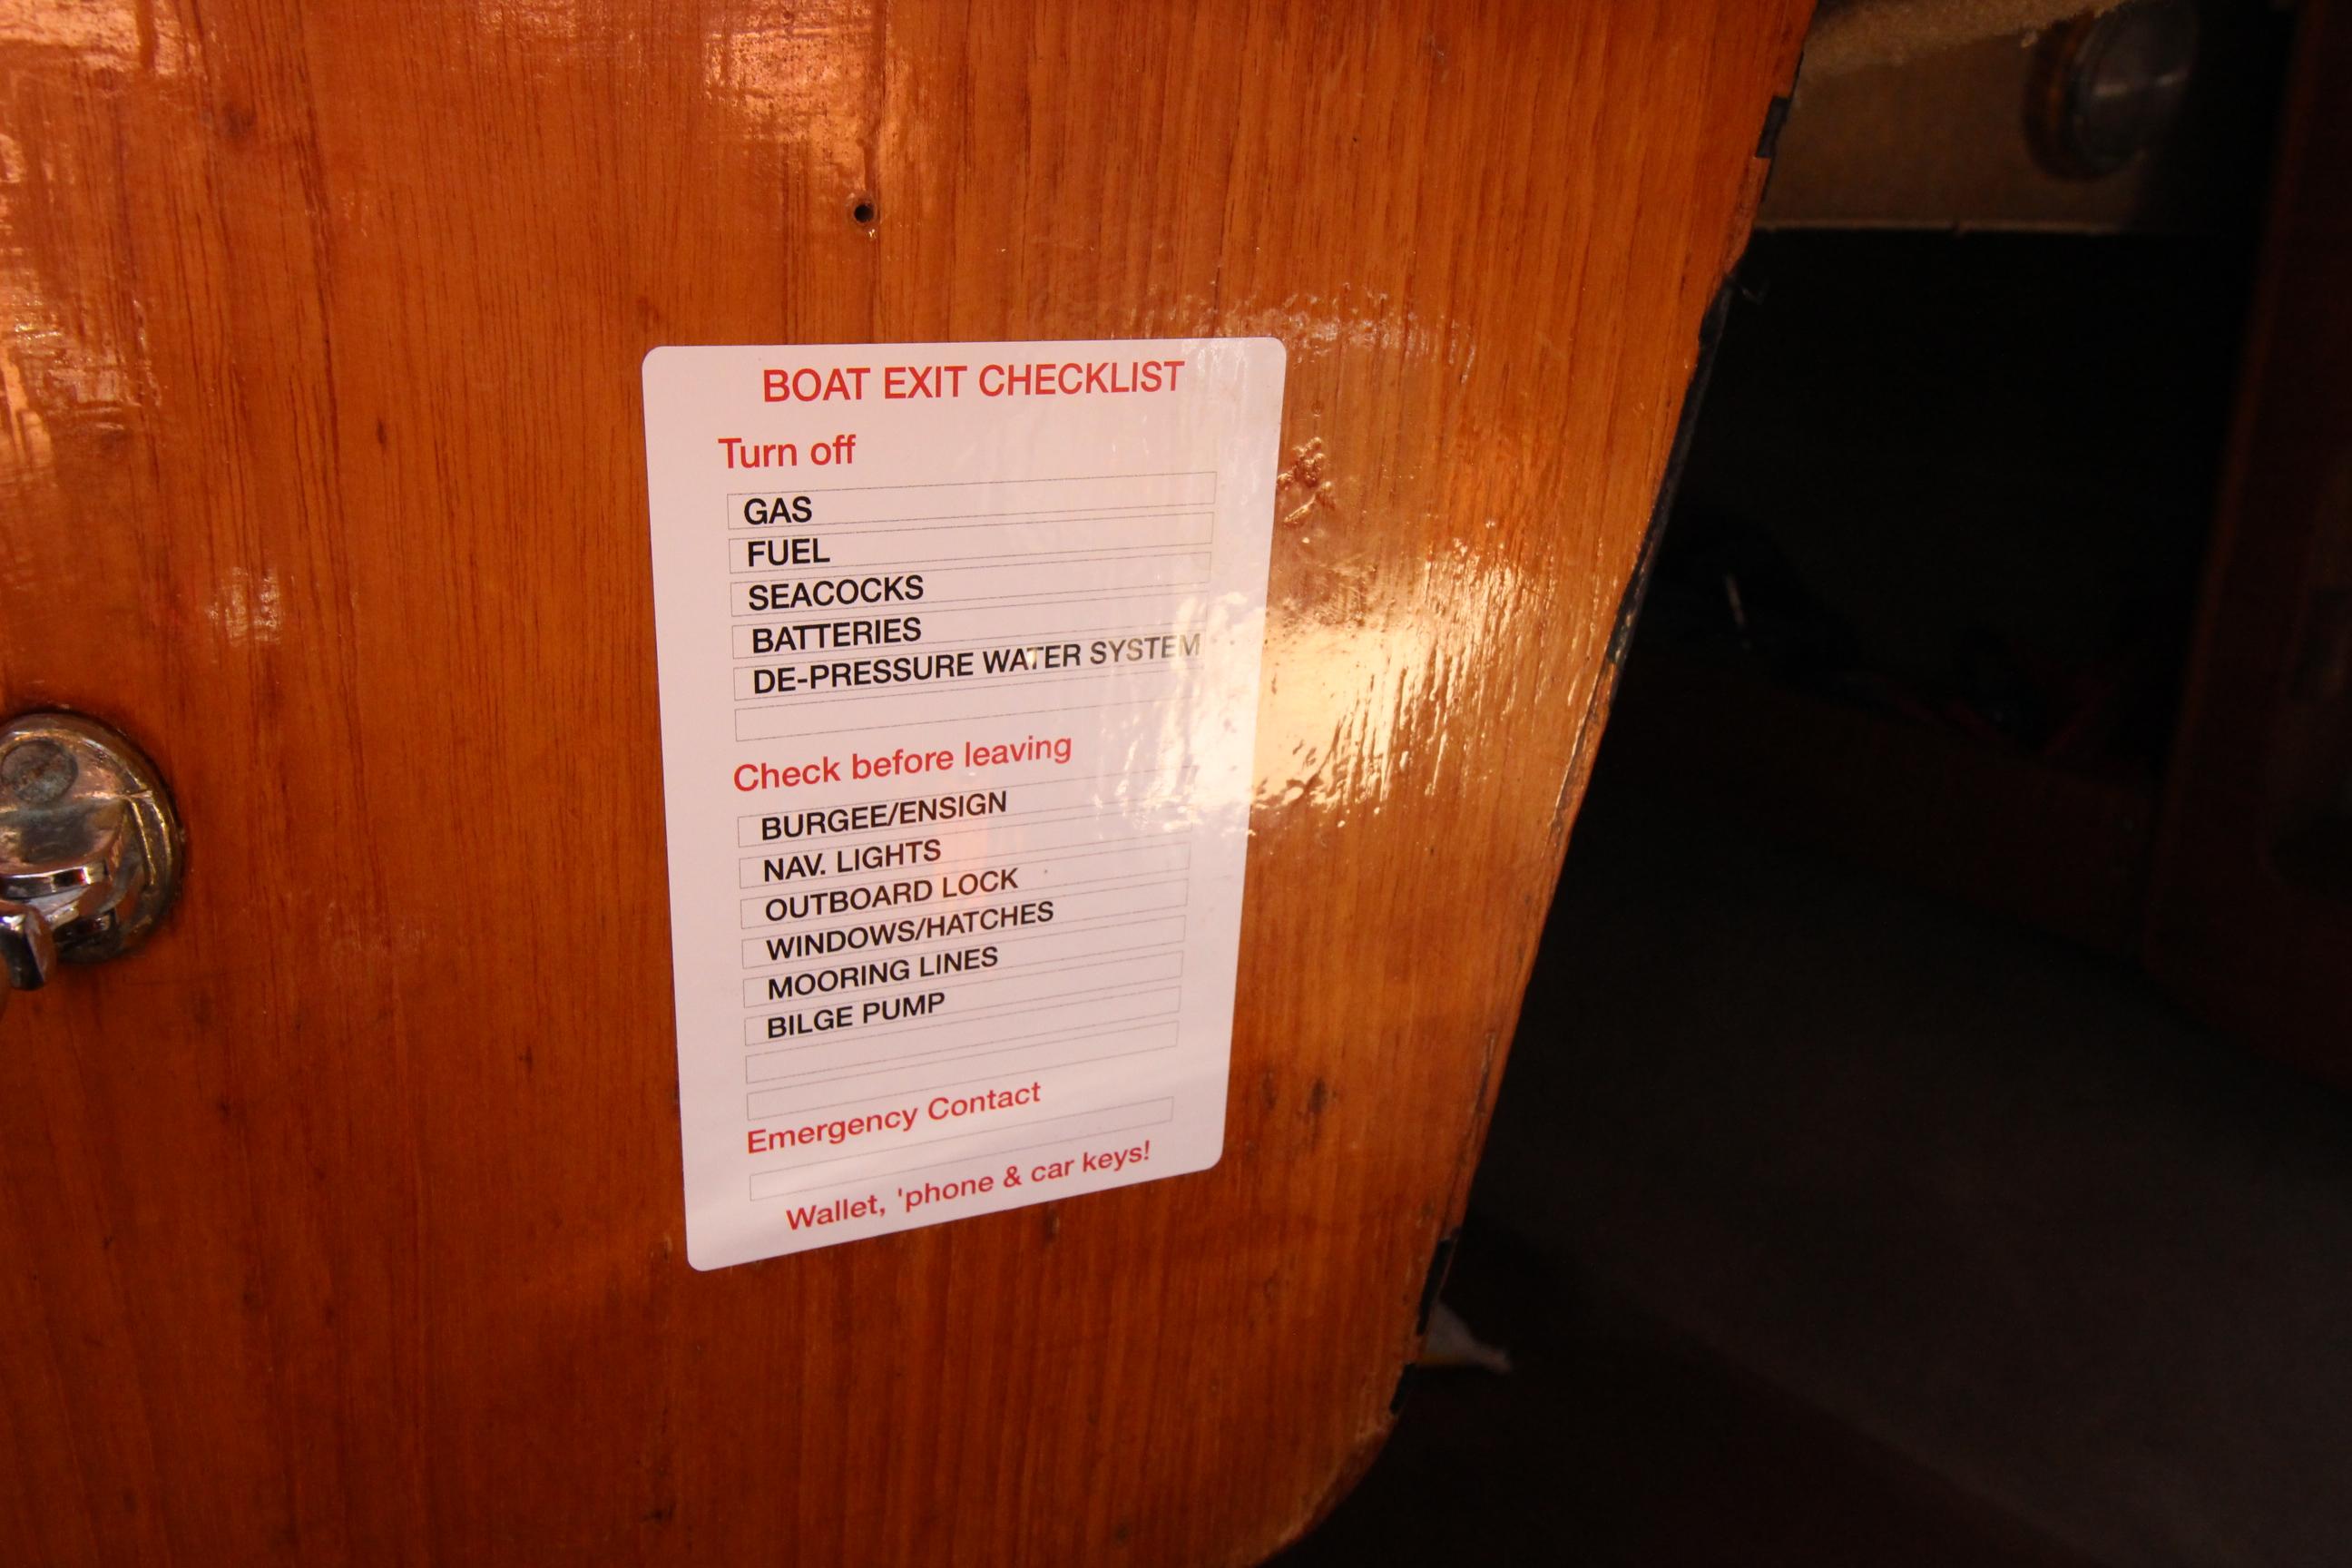 BOAT EXIT CHECKLIST
Turn off
GAS
FUEL
SEACOCKS
BATTERIES
DE-PRESSURE WATER SYSTEM
Check before leaving
BURGEE/ENSIGN
NAV. LIGHTS
OUTBOARD LOCK
WINDOWS/HATCHES
MOORING LINES
BILGE PUMP
Emergency Contact
Wallet, 'phone & car keys!